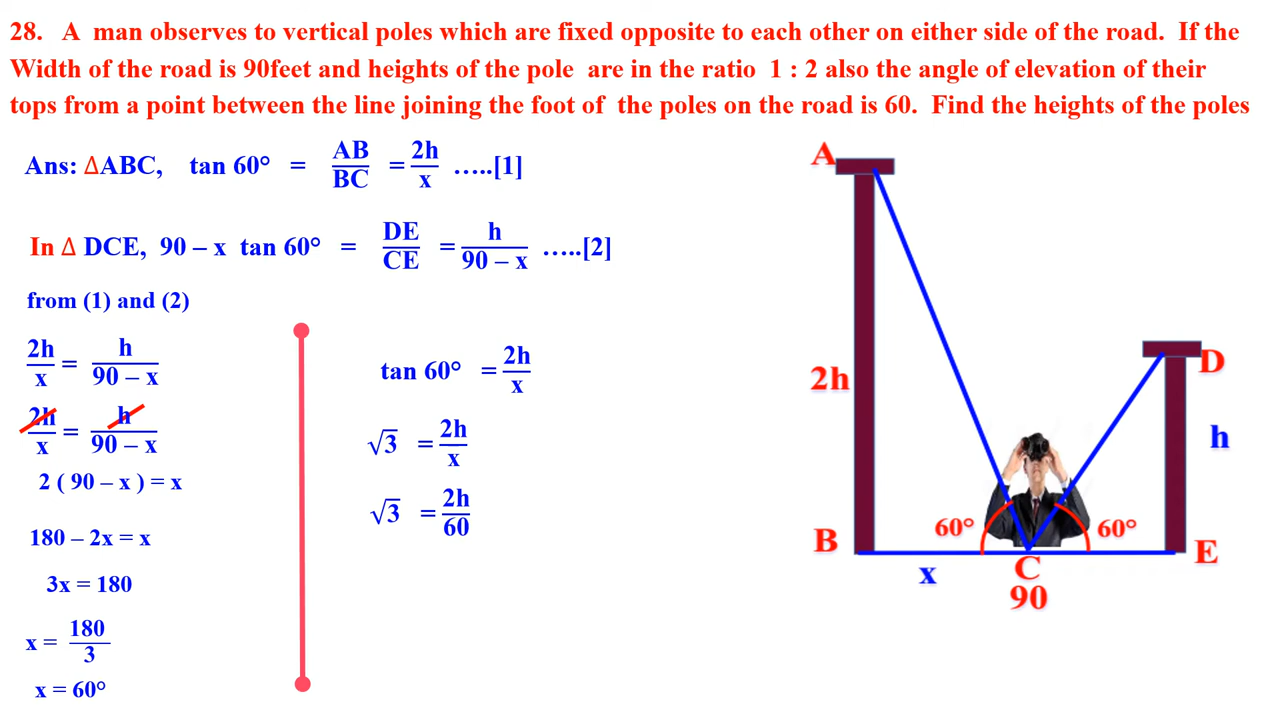 28. A man observes to vertical poles which are fixed opposite to each other on either side of the road. If the
Width of the road is 90feet and heights of the pole are in the ratio 1 : 2 also the angle of elevation of their
tops from a point between the line joining the foot of the poles on the road is 60. Find the heights of the poles
Ans: ΔABC, tan 60° = AB/BC = 2h/x …..[1]
In Δ DCE, 90 – x tan 60° = DE/CE = h/90 – x …..[2]
from (1) and (2)
2h/x = h/90 – x
2h/x = h/90 – x
2 ( 90 – x ) = x
180 – 2x = x
3x = 180
x = 180/3
x = 60°
tan 60° = 2h/x
√3 = 2h/x
√3 = 2h/60
A
D
2h
h
60°
60°
B
E
x
C
90